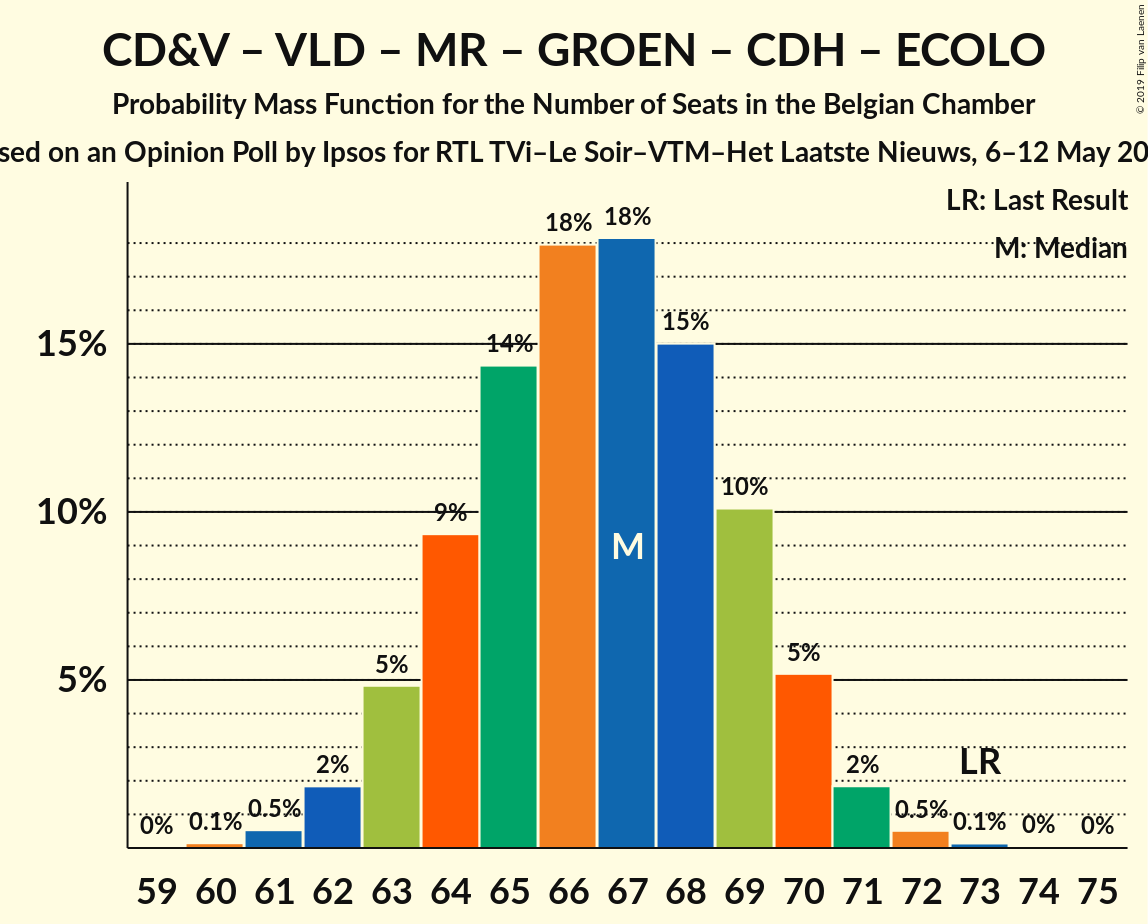 CD&V – VLD – MR – GROEN – CDH – ECOLO
Probability Mass Function for the Number of Seats in the Belgian Chamber
sed on an Opinion Poll by Ipsos for RTL TVi–Le Soir–VTM–Het Laatste Nieuws, 6–12 May 20
© 2019 Filip van Laenen
LR: Last Result
M: Median
15%
10%
5%
0% 0.1% 0.5% 2% 5% 9% 14% 18% 18% 15% 10% 5% 2% 0.5% 0.1% 0% 0%
M
LR
59 60 61 62 63 64 65 66 67 68 69 70 71 72 73 74 75